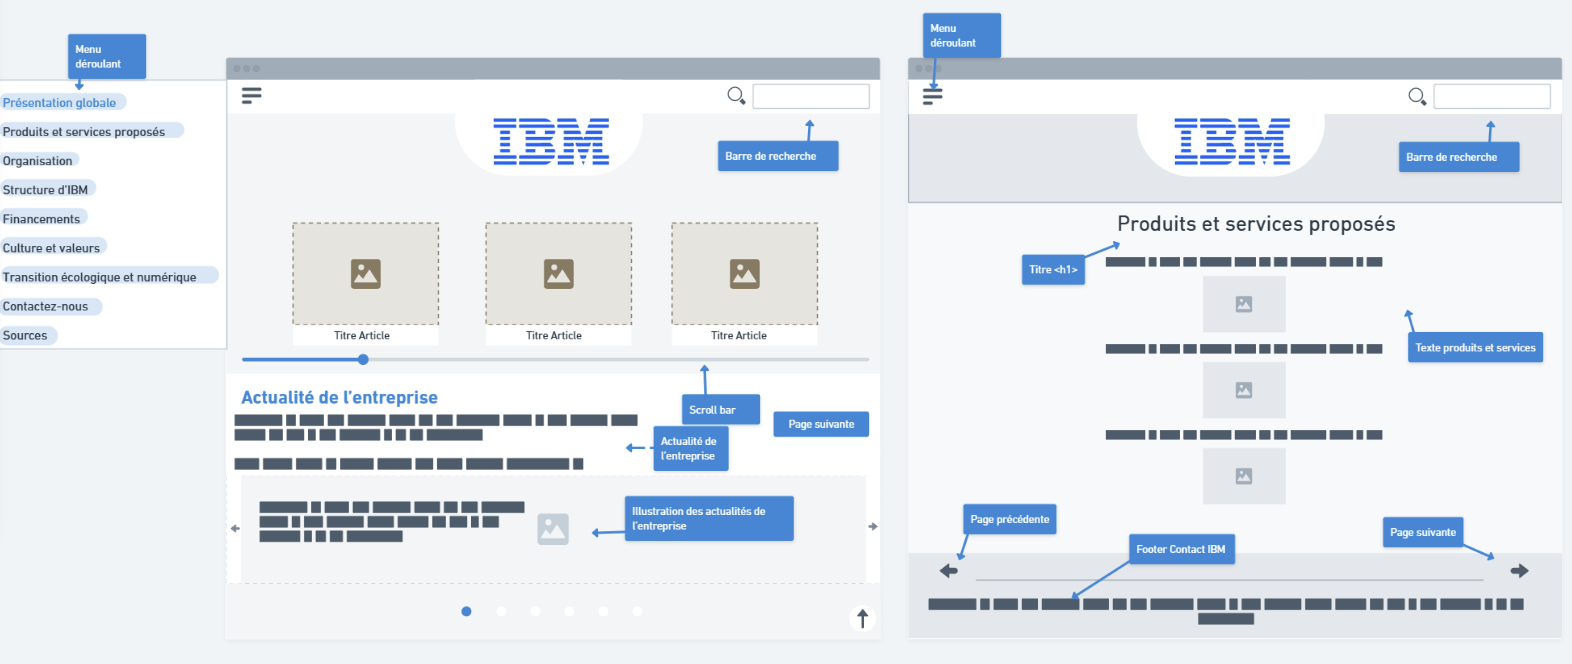 Menu
déroulant
Présentation globale
Produits et services proposés
Organisation
Structure d'IBM
Financements
Culture et valeurs
Transition écologique et numérique
Contactez-nous
Sources
IBM
Barre de recherche
Titre Article
Titre Article
Titre Article
Scroll bar
Actualité de l'entreprise
Page suivante
Actualité de
l'entreprise
Illustration des actualités de
l'entreprise
Menu
déroulant
IBM
Barre de recherche
Produits et services proposés
Titre <h1>
Texte produits et services
Page précédente
Footer Contact IBM
Page suivante